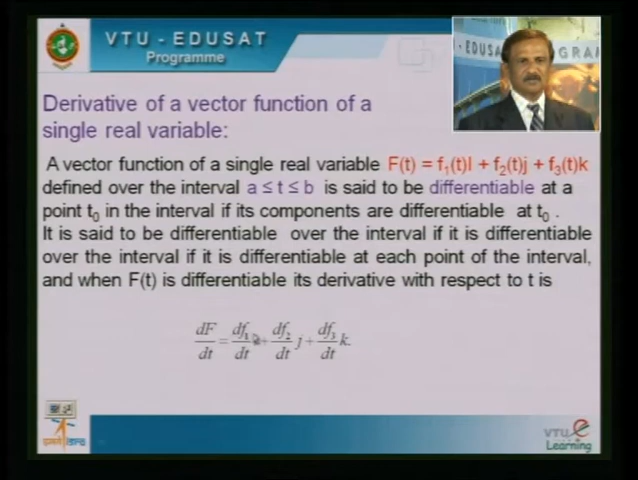 VTU - EDUSAT
Programme
- EDUSA
GRAM
Derivative of a vector function of a
single real variable:
A vector function of a single real variable F(t) = f₁(t)I + f₂(t)j + f₃(t)k
defined over the interval a ≤ t ≤ b is said to be differentiable at a
point t₀ in the interval if its components are differentiable at t₀ .
It is said to be differentiable over the interval if it is differentiable
over the interval if it is differentiable at each point of the interval,
and when F(t) is differentiable its derivative with respect to t is
dF/dt = df₁/dt + df₂/dt j + df₃/dt k.
VTU e
Learning